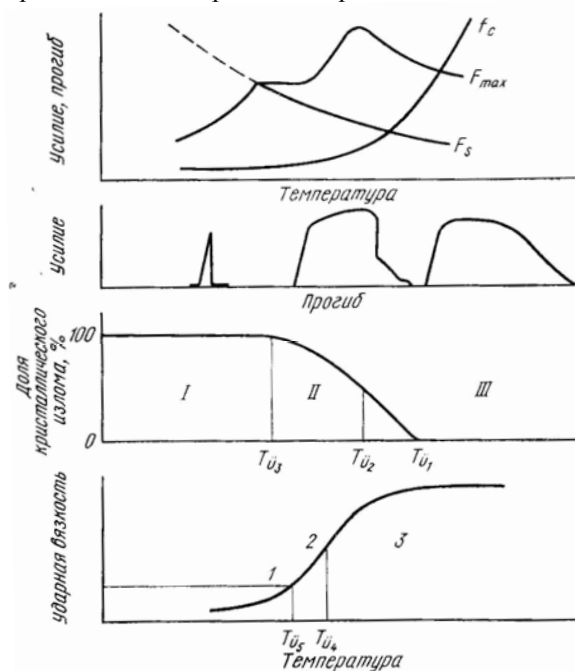 Усилие, прогиб
f_c
F_max
F_s
Температура
Усилие
Прогиб
Доля кристаллического излома, %
100
0
I
II
III
T_ü₃
T_ü₂
T_ü₁
Ударная вязкость
1
2
3
T_ü₅
T_ü₄
Температура